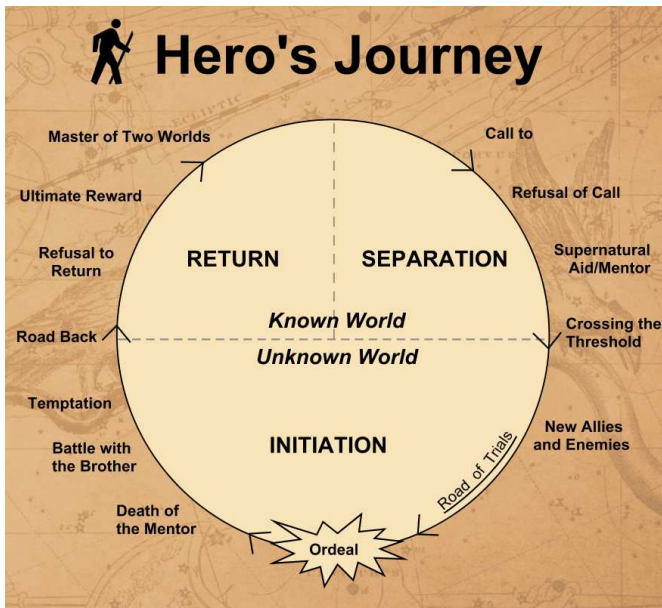 Hero's Journey
ECLIPTIC
Master of Two Worlds
Call to
Ultimate Reward
Refusal of Call
Refusal to
Return
RETURN
SEPARATION
Supernatural
Aid/Mentor
Known World
Road Back
Crossing the
Threshold
Unknown World
Temptation
New Allies
and Enemies
Battle with
the Brother
INITIATION
Road of Trials
Death of
the Mentor
Ordeal